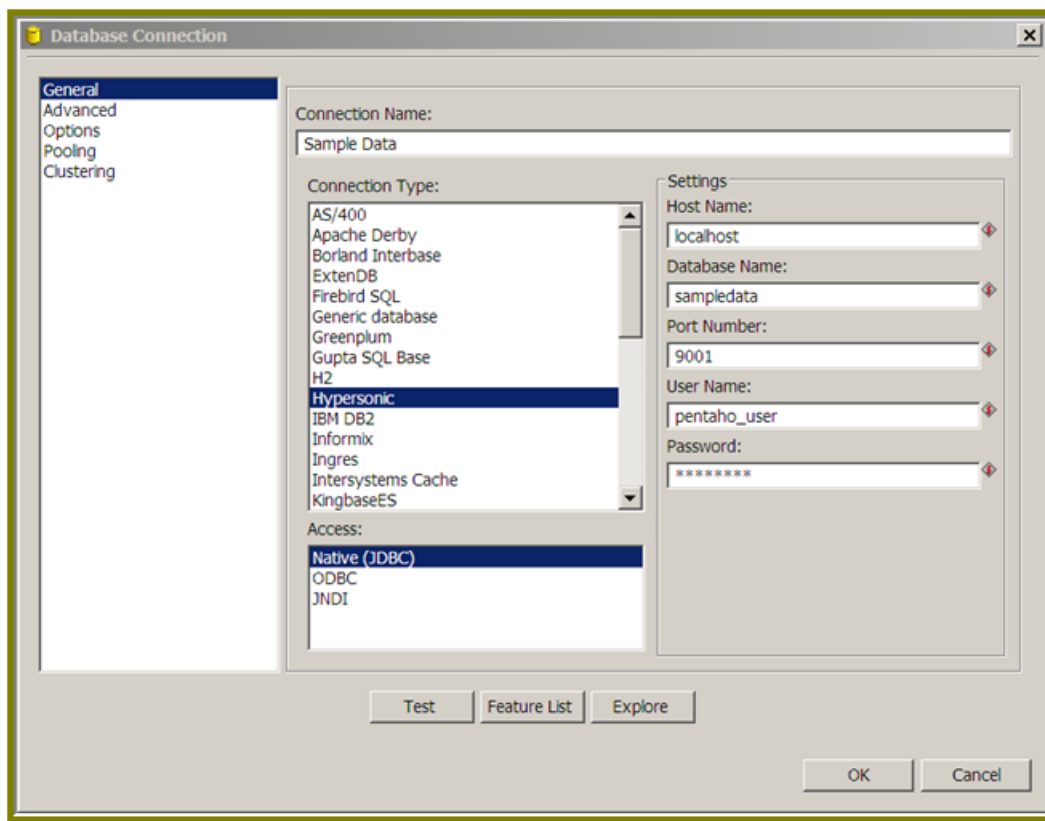 Database Connection
General
Advanced
Options
Pooling
Clustering
Connection Name:
Sample Data
Connection Type:
AS/400
Apache Derby
Borland Interbase
ExtenDB
Firebird SQL
Generic database
Greenplum
Gupta SQL Base
H2
Hypersonic
IBM DB2
Informix
Ingres
Intersystems Cache
KingbaseES
Access:
Native (JDBC)
ODBC
JNDI
Settings
Host Name:
localhost
Database Name:
sampledata
Port Number:
9001
User Name:
pentaho_user
Password:
********
Test
Feature List
Explore
OK
Cancel